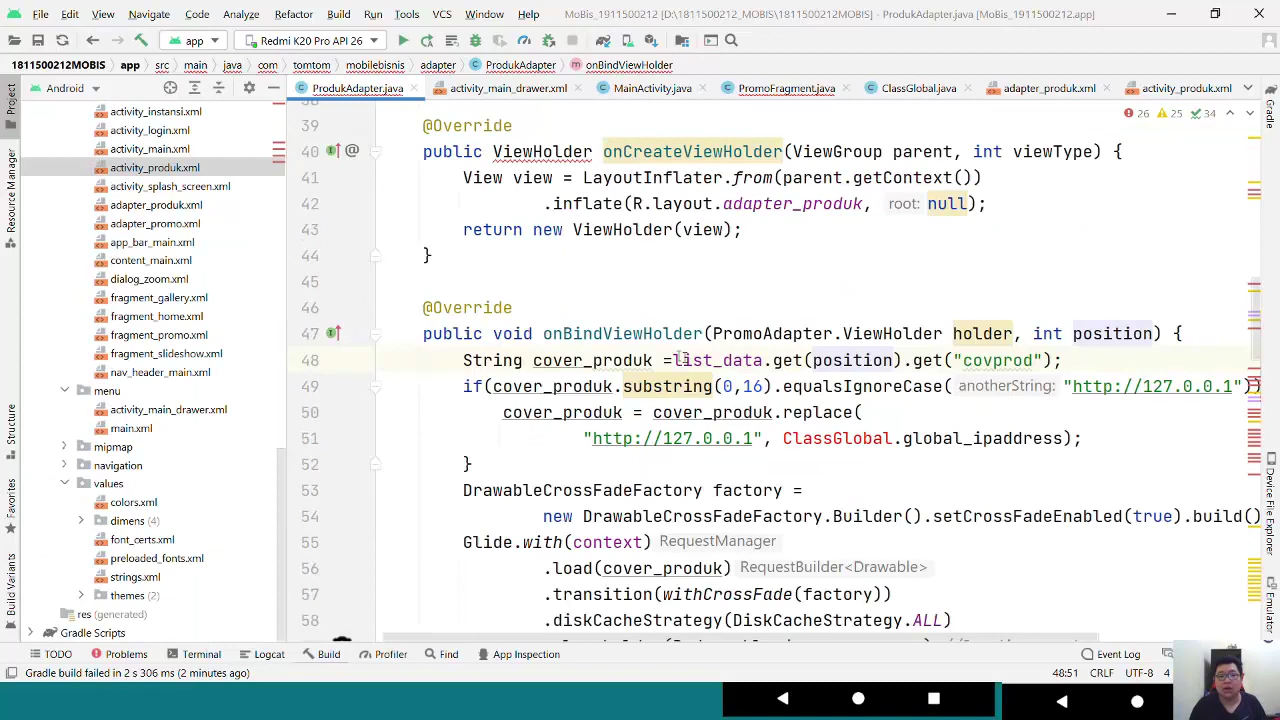 File Edit View Navigate Code Analyze Refactor Build Run Tools VCS Window Help MoBis_1911500212 [D:\1811500212_MOBIS\1811500212MOBIS] - ProdukAdapter.java [MoBis_1911500212.app]
app Redmi K20 Pro API 26
1811500212MOBIS app src main java com tomtom mobilebisnis adapter ProdukAdapter onBindViewHolder
Android ProdukAdapter.java activity_main_drawer.xml MainActivity.java PromoFragment.java ClassGlobal.java adapter_produk.xml activity_produk.xml
activity_instansi.xml
activity_login.xml
activity_main.xml
activity_produk.xml
activity_splash_screen.xml
adapter_produk.xml
adapter_promo.xml
app_bar_main.xml
content_main.xml
dialog_zoom.xml
fragment_gallery.xml
fragment_home.xml
fragment_promo.xml
fragment_slideshow.xml
nav_header_main.xml
menu
activity_main_drawer.xml
main.xml
mipmap
navigation
values
colors.xml
dimens (4)
font_certs.xml
preloaded_fonts.xml
strings.xml
themes (2)
res (generated)
Gradle Scripts
Project
Resource Manager
Structure
Favorites
Build Variants
26 25 34
39 @Override
40 @ public ViewHolder onCreateViewHolder(ViewGroup parent, int viewType) {
41 View view = LayoutInflater.from(parent.getContext())
42 .inflate(R.layout.adapter_produk, root: null);
43 return new ViewHolder(view);
44 }
45
46 @Override
47 public void onBindViewHolder(PromoAdapter.ViewHolder holder, int position) {
48 String cover_produk =list_data.get(position).get("covprod");
49 if(cover_produk.substring(0,16).equalsIgnoreCase( anotherString: "http://127.0.0.1"))
50 cover_produk = cover_produk.replace(
51 "http://127.0.0.1", ClassGlobal.global_ipaddress);
52 }
53 DrawableCrossFadeFactory factory =
54 new DrawableCrossFadeFactory.Builder().setCrossFadeEnabled(true).build()
55 Glide.with(context) RequestManager
56 .load(cover_produk) RequestBuilder<Drawable>
57 .transition(withCrossFade(factory))
58 .diskCacheStrategy(DiskCacheStrategy.ALL)
Gradle
Device File Explorer
Emulator
TODO Problems Terminal Logcat Build Profiler Find App Inspection Event Log
Gradle build failed in 2 s 306 ms (2 minutes ago) 48:51 CRLF UTF-8 4